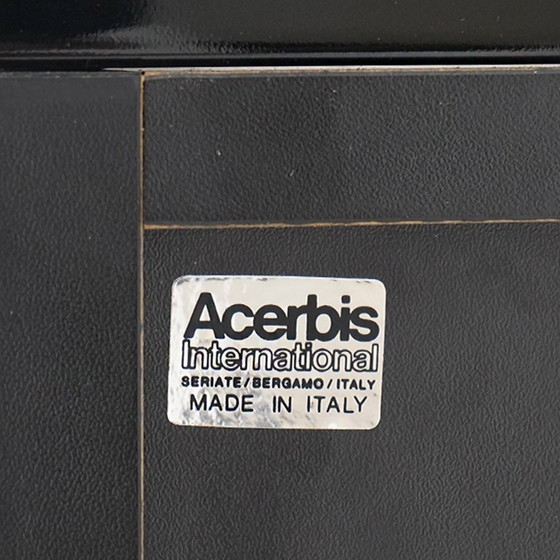 Acerbis
International
SERIATE/BERGAMO/ITALY
MADE IN ITALY